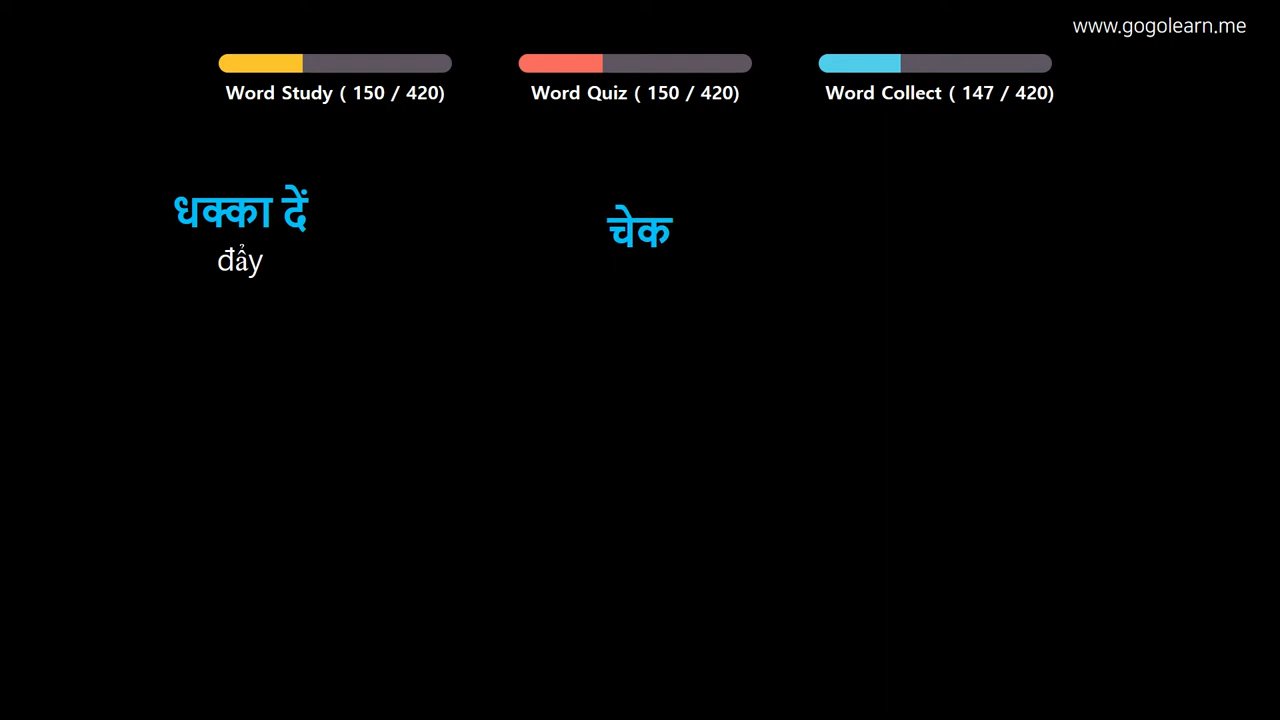 www.gogolearn.me
Word Study ( 150 / 420)
Word Quiz ( 150 / 420)
Word Collect ( 147 / 420)
धक्का दें
đẩy
चेक